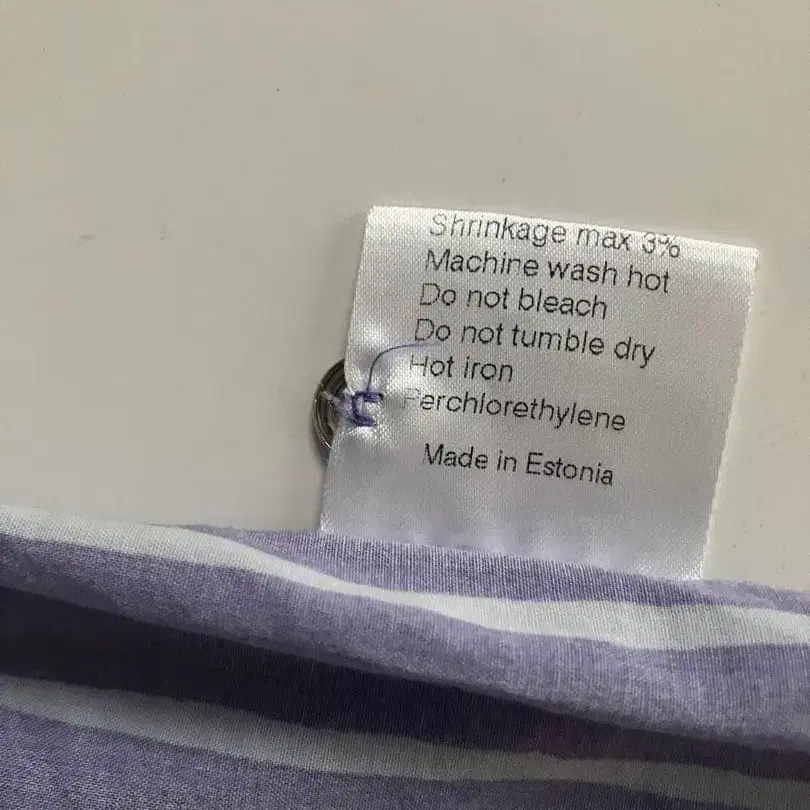 Shrinkage max 3%
Machine wash hot
Do not bleach
Do not tumble dry
Hot iron
Perchlorethylene
Made in Estonia